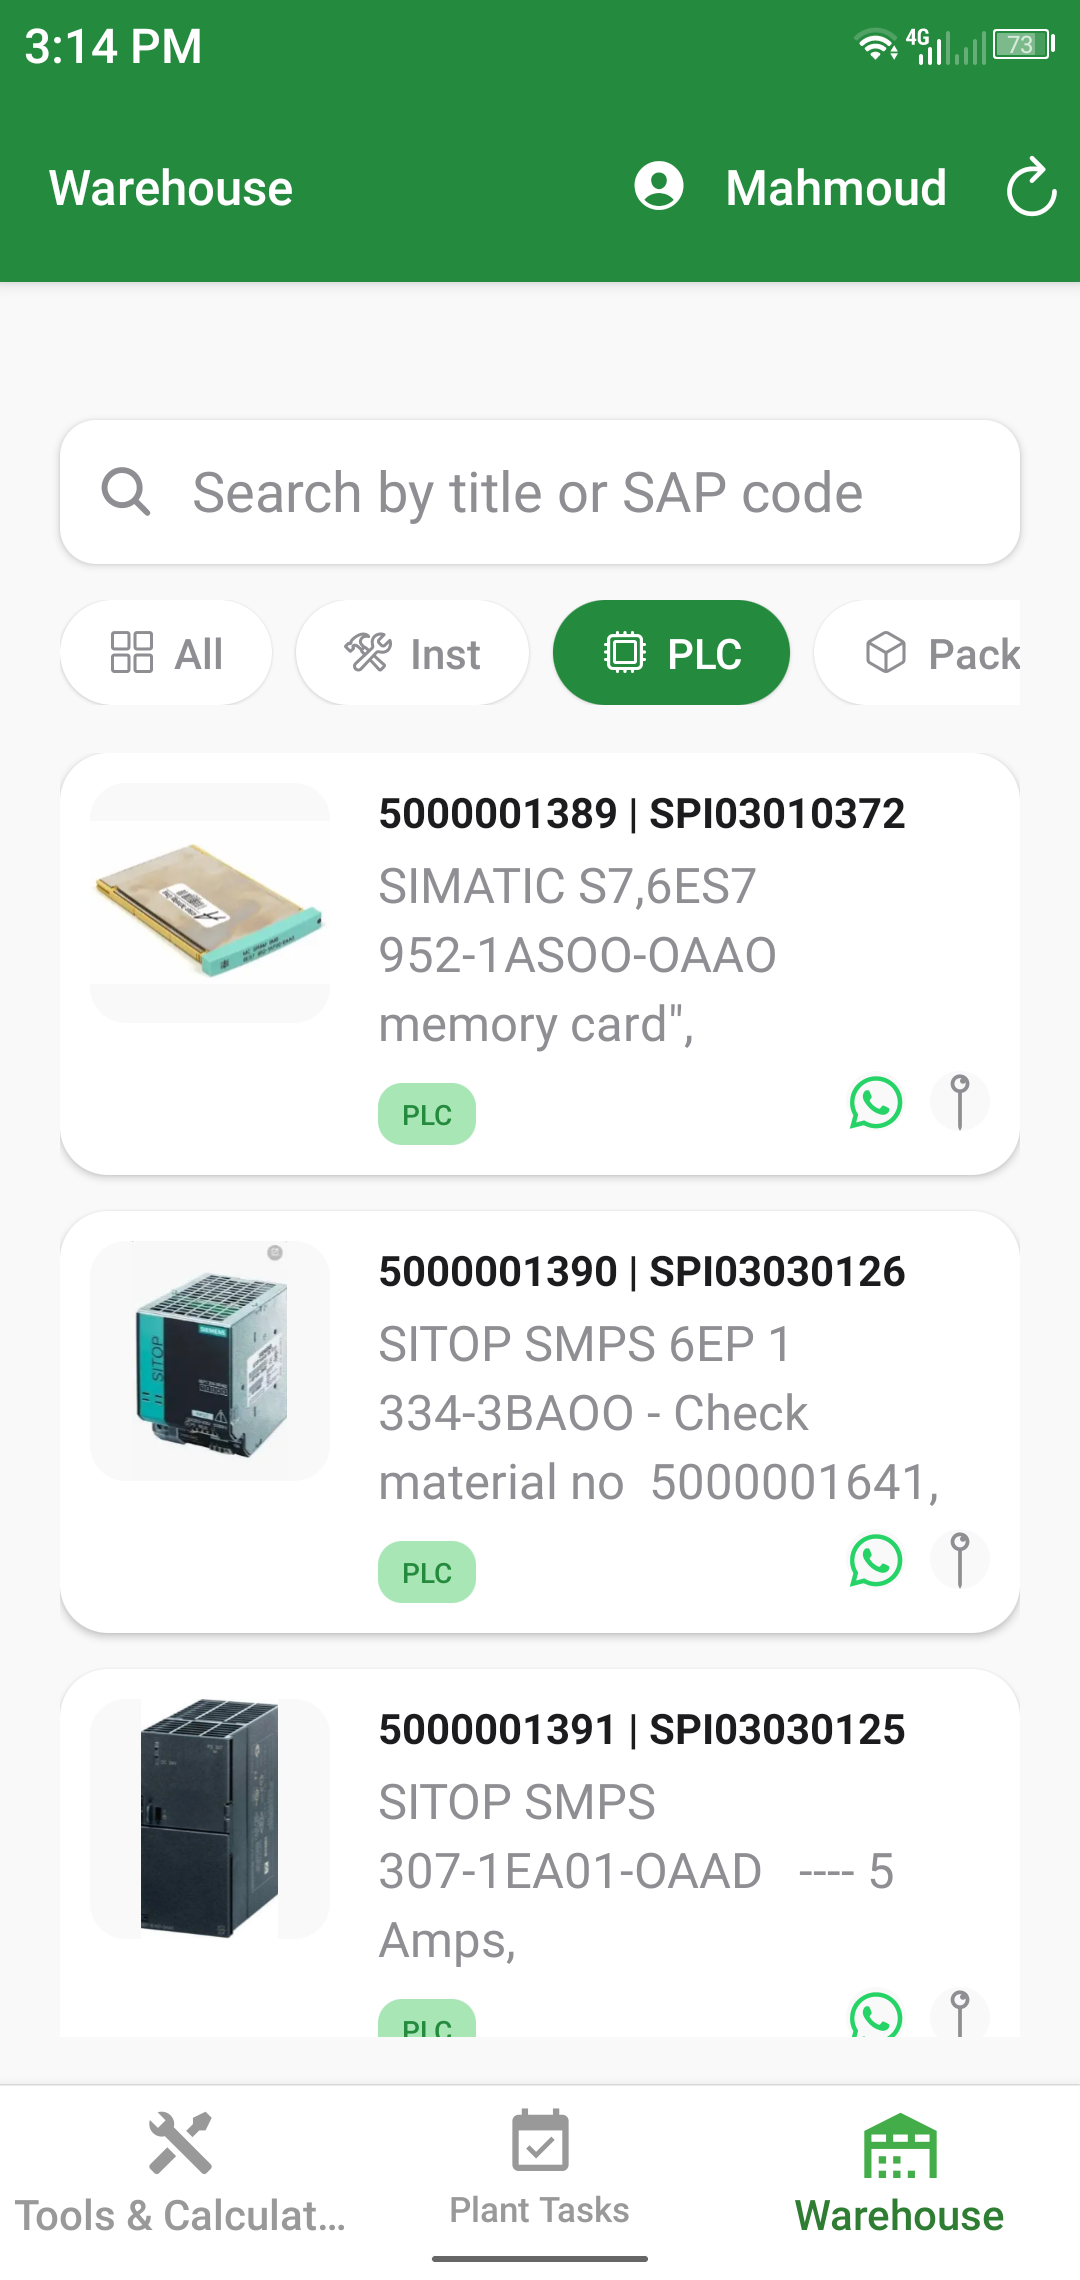 3:14 PM
4G
73
Warehouse
Mahmoud
Search by title or SAP code
All
Inst
PLC
Pack
5000001389 | SPI03010372
SIMATIC S7,6ES7
952-1ASOO-OAAO
memory card",
PLC
5000001390 | SPI03030126
SITOP SMPS 6EP 1
334-3BAOO - Check
material no  5000001641,
PLC
SIEMENS
SITOP
5000001391 | SPI03030125
SITOP SMPS
307-1EA01-OAAD   ---- 5
Amps,
PLC
Tools & Calculat...
Plant Tasks
Warehouse